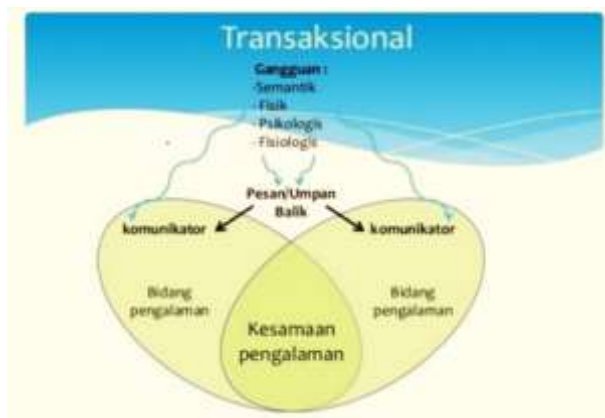 Transaksional
Gangguan :
-Semantik
- Fisik
- Psikologis
- Fisiologis
Pesan/Umpan
Balik
komunikator
komunikator
Bidang
pengalaman
Bidang
pengalaman
Kesamaan
pengalaman